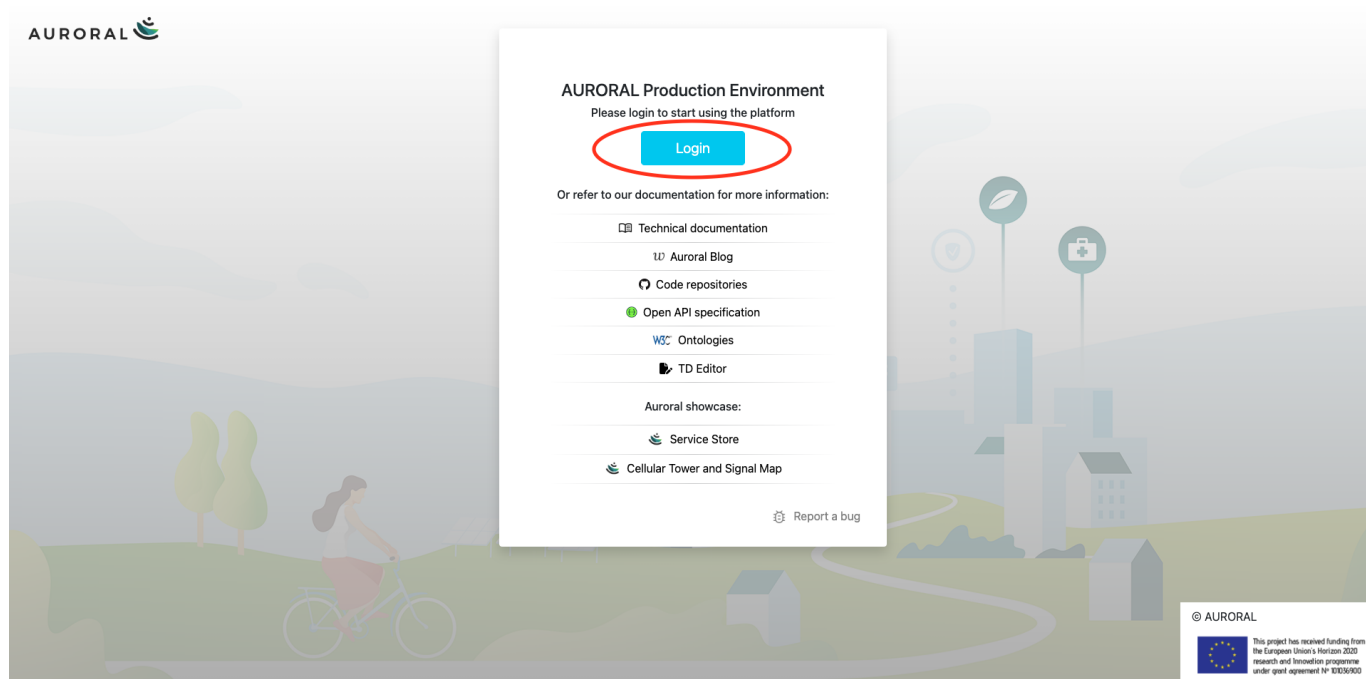 AURORAL
AURORAL Production Environment
Please login to start using the platform
Login
Or refer to our documentation for more information:
Technical documentation
W Auroral Blog
Code repositories
Open API specification
W3C Ontologies
TD Editor
Auroral showcase:
Service Store
Cellular Tower and Signal Map
Report a bug
© AURORAL
This project has received funding from
the European Union's Horizon 2020
research and Innovation programme
under grant agreement Nº 101036900